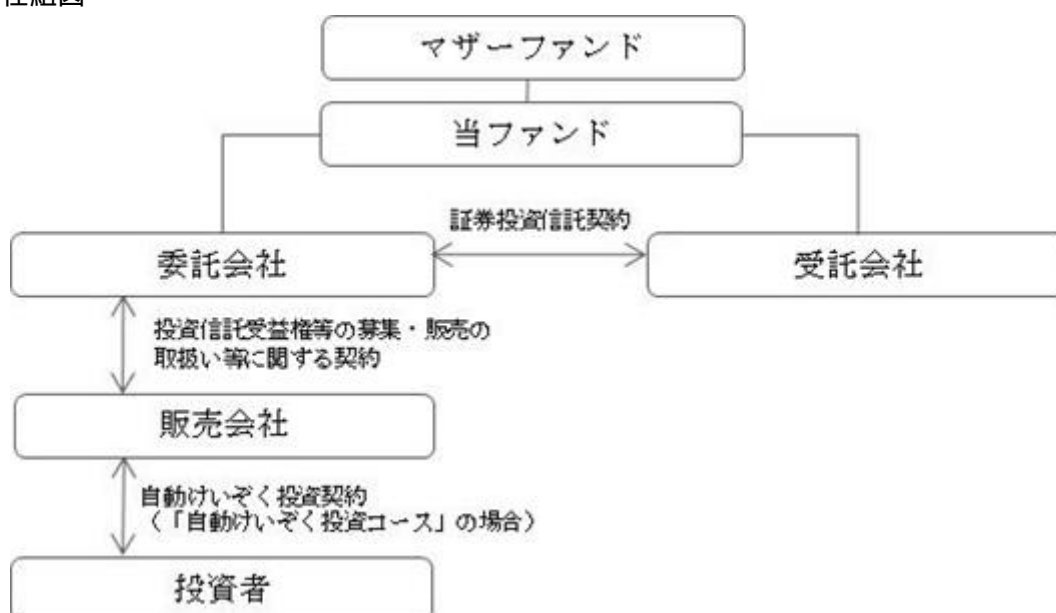 マザーファンド
当ファンド
証券投資信託契約
委託会社
受託会社
投資信託受益権等の募集・販売の
取扱い等に関する契約
販売会社
自動けいぞく投資契約
(「自動けいぞく投資コース」の場合)
投資者